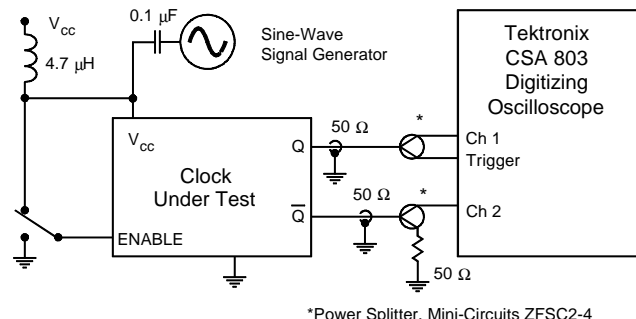 V CC
4.7 μH
0.1 μF
Sine-Wave
Signal Generator
V CC
Clock
Under Test
Q
Q̅
ENABLE
50 Ω
*
50 Ω
*
50 Ω
Tektronix
CSA 803
Digitizing
Oscilloscope
Ch 1
Trigger
Ch 2
*Power Splitter, Mini-Circuits ZFSC2-4